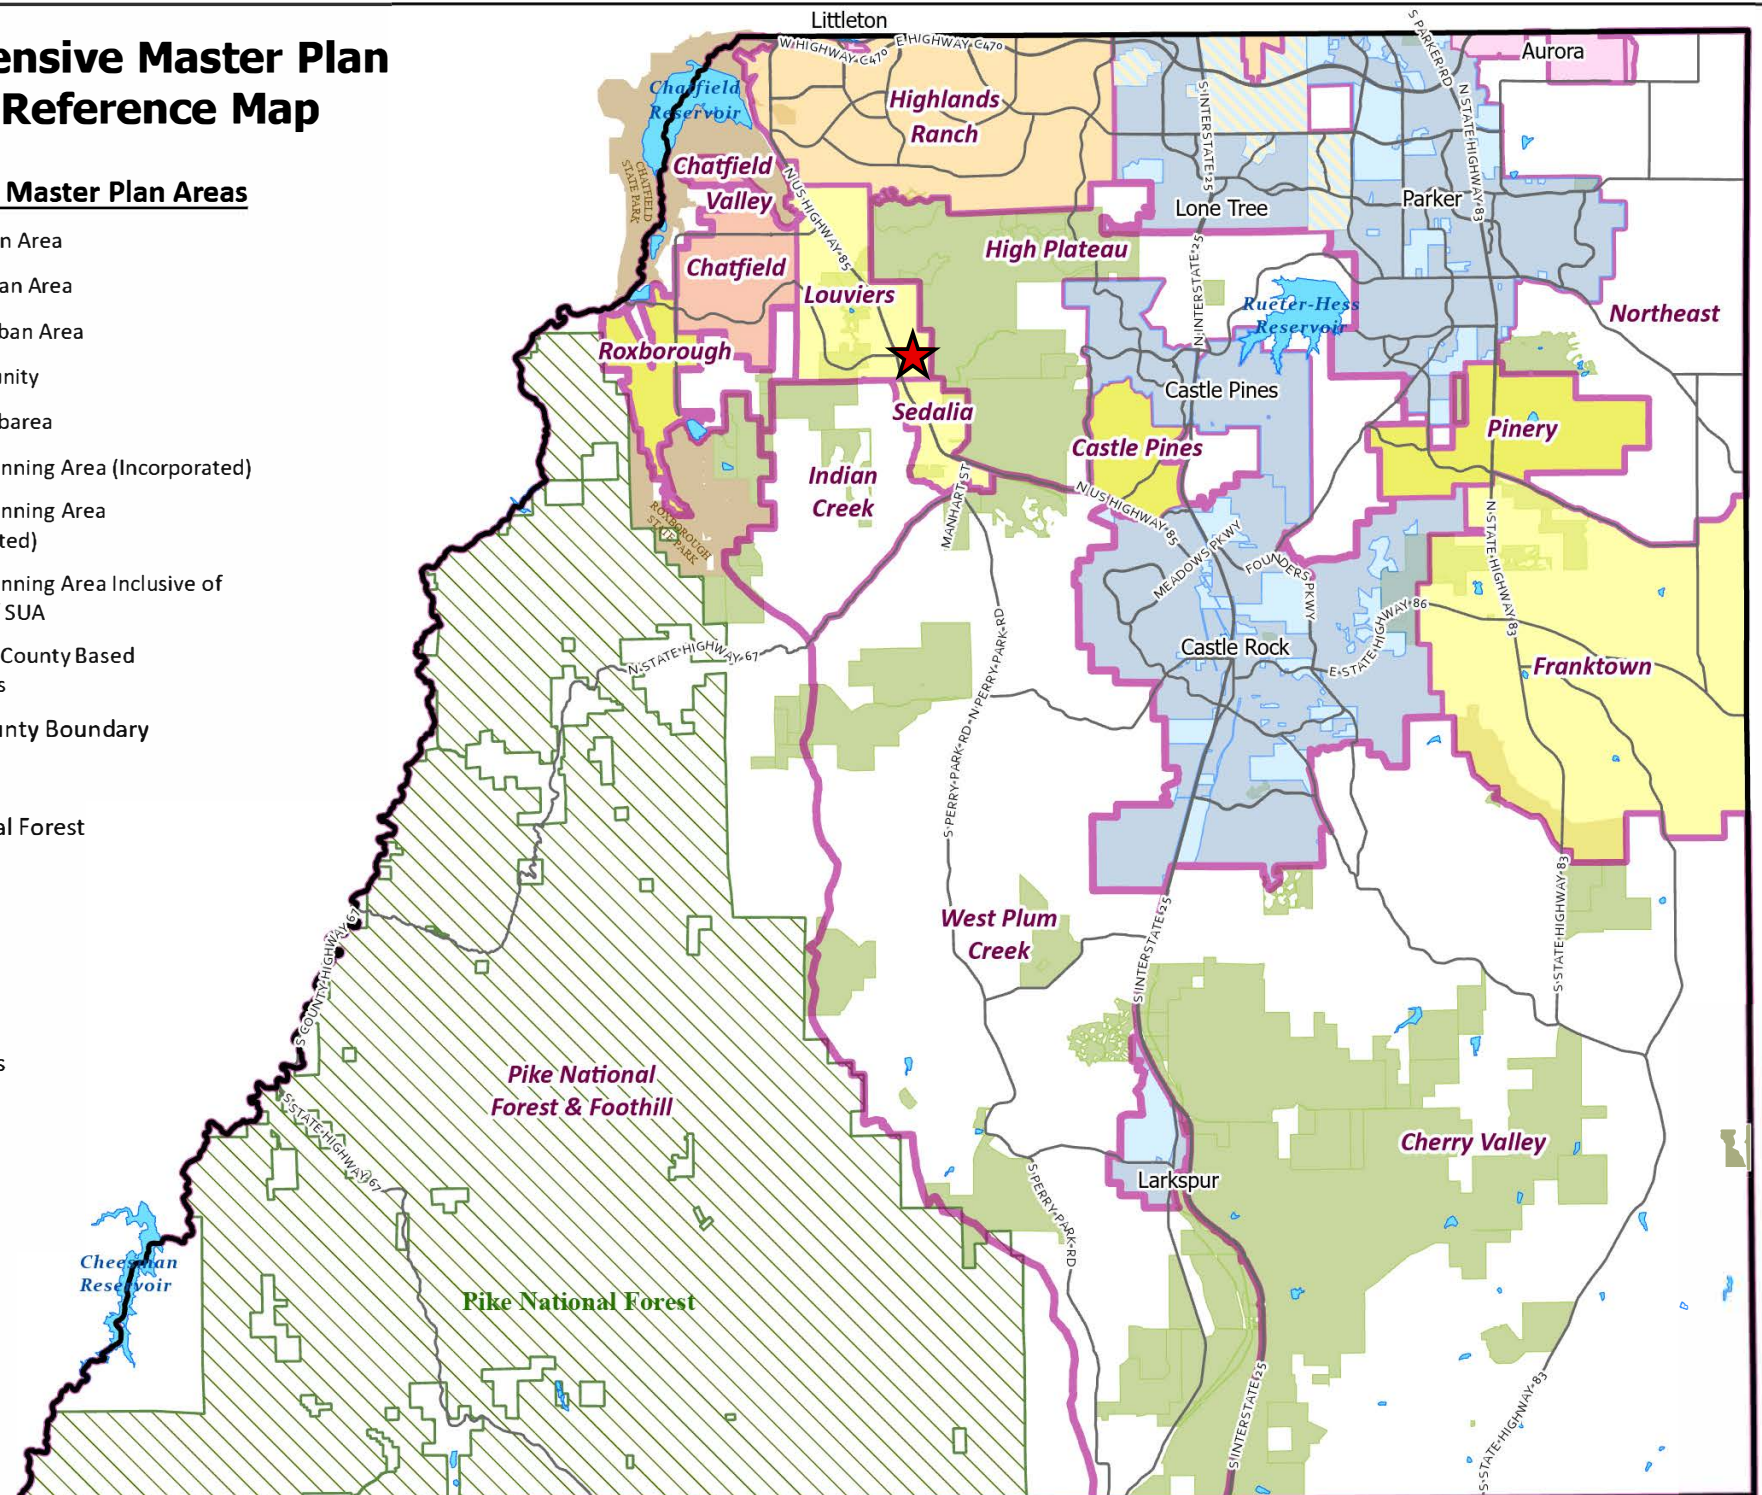 ensive Master Plan
Reference Map
Master Plan Areas
n Area
an Area
ban Area
nity
barea
nning Area (Incorporated)
nning Area
ted)
nning Area Inclusive of
SUA
County Based
s
nty Boundary
al Forest
s
Littleton
W HIGHWAY C470
E HIGHWAY C470
S PARKER RD
Aurora
Chatfield
Reservoir
Highlands
Ranch
S INTERSTATE 25
N STATE HIGHWAY 83
CHATFIELD
STATE PARK
Chatfield
Valley
N US HIGHWAY 85
Lone Tree
Parker
High Plateau
Chatfield
Louviers
N INTERSTATE 25
Rueter-Hess
Reservoir
Northeast
Roxborough
Castle Pines
Sedalia
Pinery
Castle Pines
Indian
Creek
MANHART ST
N US HIGHWAY 85
ROXBOROUGH
STATE PARK
MEADOWS PKWY
FOUNDERS PKWY
N STATE HIGHWAY 83
E STATE HIGHWAY 86
N STATE HIGHWAY 67
N PERRY PARK RD
Castle Rock
Franktown
S PERRY PARK RD
S STATE HIGHWAY 83
West Plum
Creek
S INTERSTATE 25
S COUNTY HIGHWAY 67
Pike National
Forest & Foothill
S STATE HIGHWAY 67
Cherry Valley
Larkspur
S PERRY PARK RD
Cheesman
Reservoir
Pike National Forest
S INTERSTATE 25
S STATE HIGHWAY 83